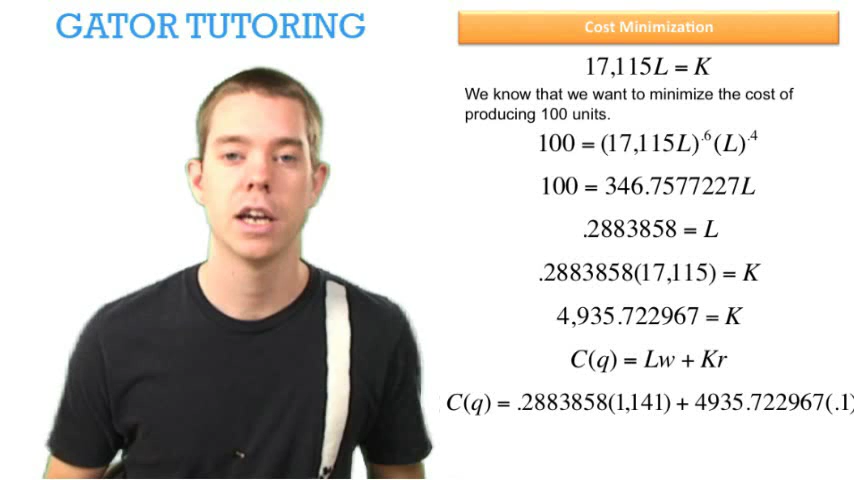 GATOR TUTORING
Cost Minimization
17,115L = K
We know that we want to minimize the cost of
producing 100 units.
100 = (17,115L)^.6 (L)^.4
100 = 346.7577227L
.2883858 = L
.2883858(17,115) = K
4,935.722967 = K
C(q) = Lw + Kr
C(q) = .2883858(1,141) + 4935.722967(.1)